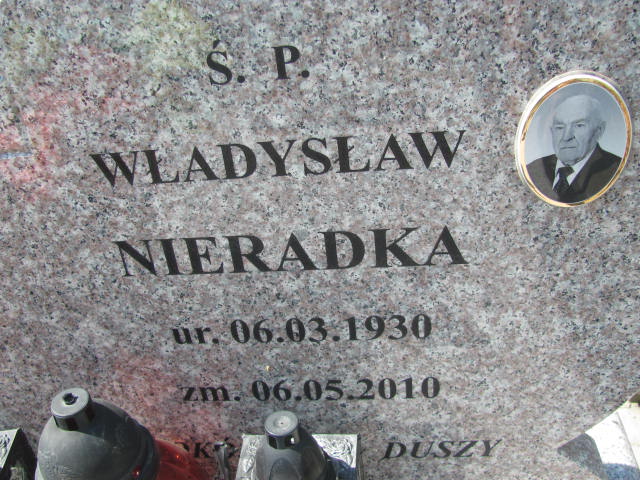 Ś. P.
WŁADYSŁAW
NIERADKA
ur. 06.03.1930
zm. 06.05.2010
DUSZY